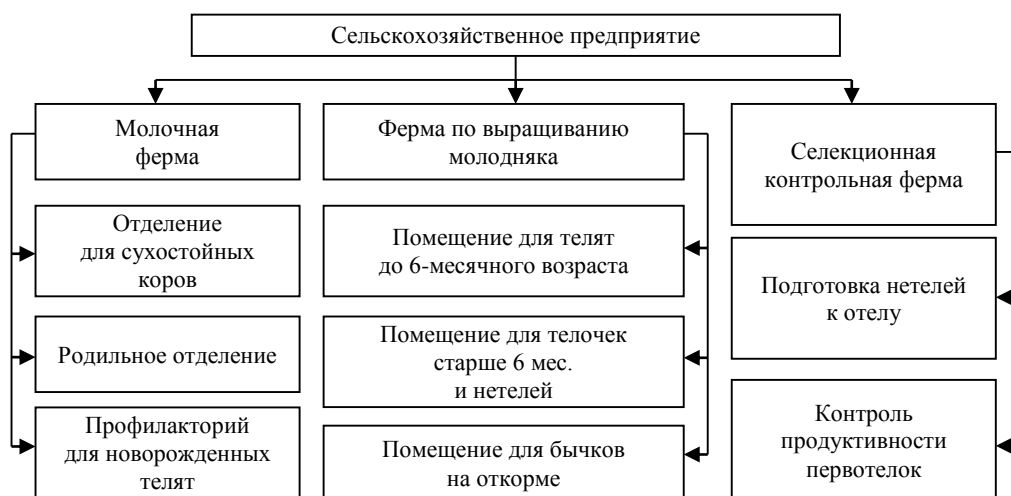 Сельскохозяйственное предприятие
Молочная
ферма
Ферма по выращиванию
молодняка
Селекционная
контрольная ферма
Отделение
для сухостойных
коров
Помещение для телят
до 6-месячного возраста
Подготовка нетелей
к отелу
Родильное отделение
Помещение для телочек
старше 6 мес.
и нетелей
Контроль
продуктивности
первотелок
Профилакторий
для новорожденных
телят
Помещение для бычков
на откорме